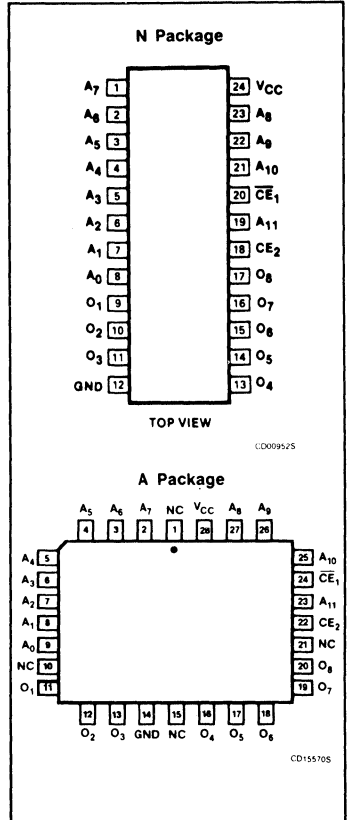 N Package
A7 1 24 VCC
A6 2 23 A8
A5 3 22 A9
A4 4 21 A10
A3 5 20 CE1
A2 6 19 A11
A1 7 18 CE2
A0 8 17 O8
O1 9 16 O7
O2 10 15 O6
O3 11 14 O5
GND 12 13 O4
TOP VIEW
CD00952S
A Package
A5 A6 A7 NC VCC A8 A9
4 3 2 1 28 27 26
A4 5 25 A10
A3 6 24 CE1
A2 7 23 A11
A1 8 22 CE2
A0 9 21 NC
NC 10 20 O8
O1 11 19 O7
12 13 14 15 16 17 18
O2 O3 GND NC O4 O5 O6
CD15570S